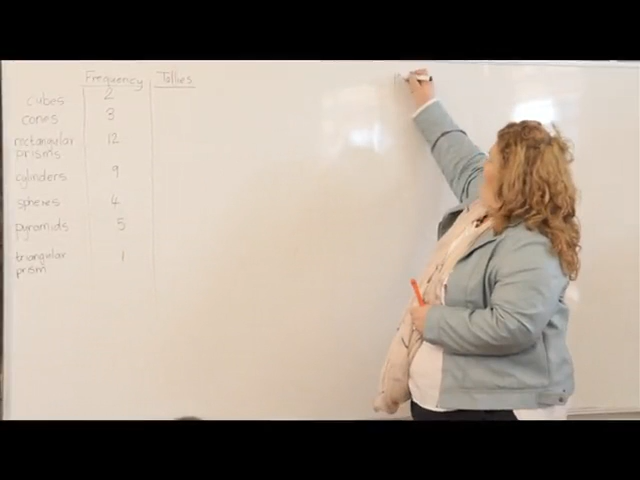 Frequency Tallies
cubes 2
cones 3
rectangular 12
prisms
cylinders 9
spheres 4
pyramids 5
triangular 1
prism